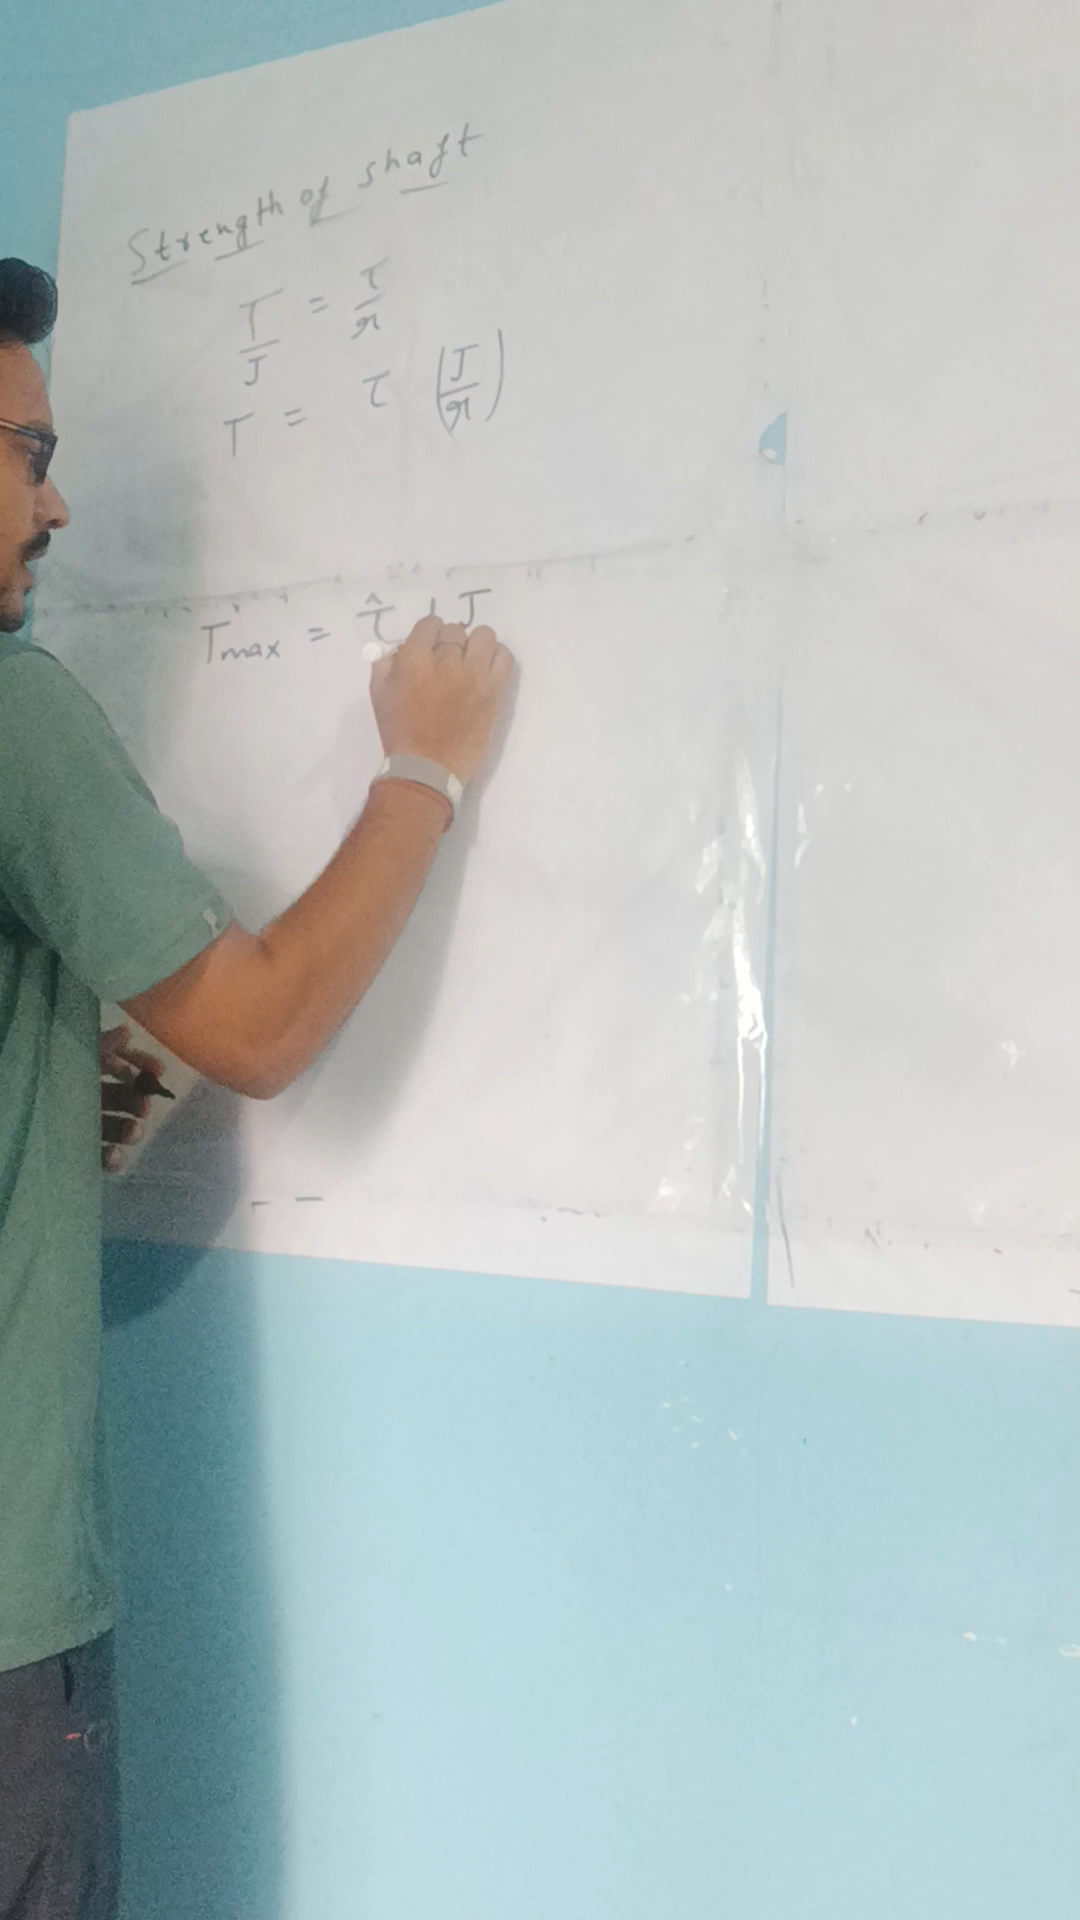 Strength of shaft
T/J = τ/r
T = τ (J/r)
Tmax = τ̂ (J